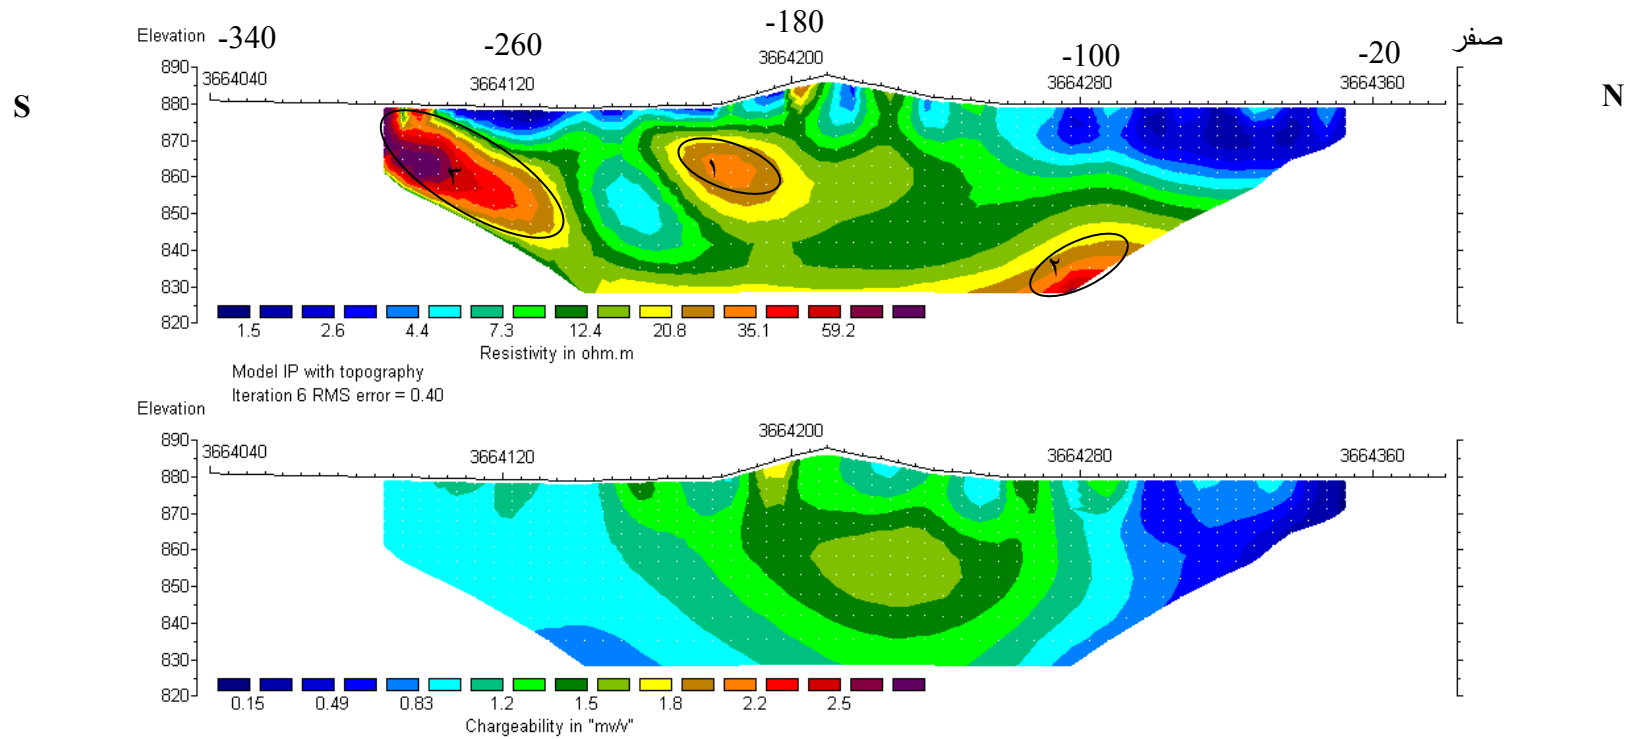 -180
Elevation -340 -260 -100 -20 صفر
3664040 3664120 3664200 3664280 3664360
S N
890
880
870
860
850
840
830
820
۱
۳
۲
1.5 2.6 4.4 7.3 12.4 20.8 35.1 59.2
Resistivity in ohm.m
Model IP with topography
Iteration 6 RMS error = 0.40
Elevation
3664040 3664120 3664200 3664280 3664360
890
880
870
860
850
840
830
820
0.15 0.49 0.83 1.2 1.5 1.8 2.2 2.5
Chargeability in "mv/v"